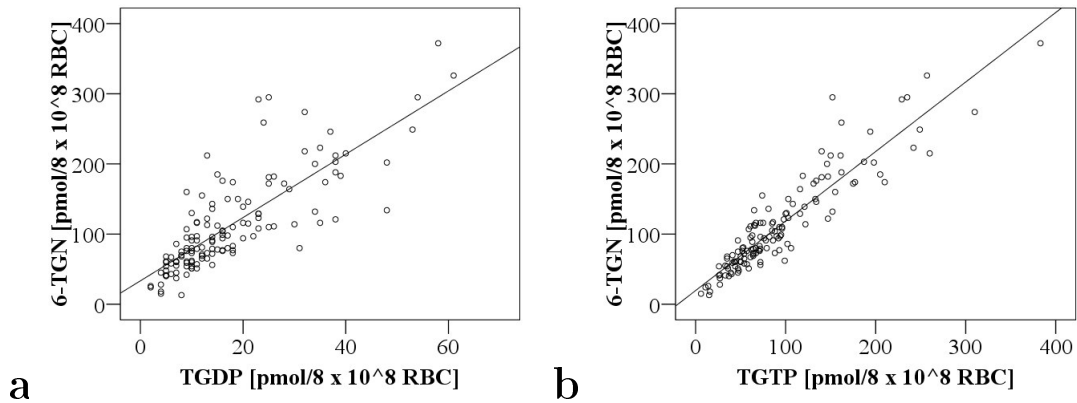 6-TGN [pmol/8 x 10^8 RBC]
400
300
200
100
0
0 20 40 60
TGDP [pmol/8 x 10^8 RBC]
a
6-TGN [pmol/8 x 10^8 RBC]
400
300
200
100
0
0 100 200 300 400
TGTP [pmol/8 x 10^8 RBC]
b